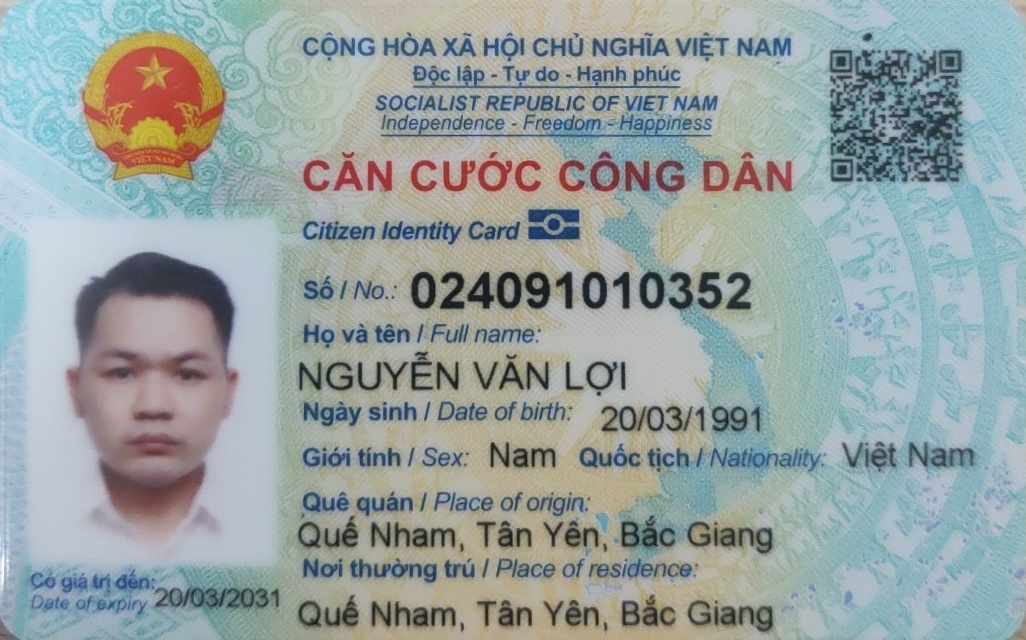 CỘNG HÒA XÃ HỘI CHỦ NGHĨA VIỆT NAM
Độc lập - Tự do - Hạnh phúc
SOCIALIST REPUBLIC OF VIET NAM
Independence - Freedom - Happiness
CĂN CƯỚC CÔNG DÂN
Citizen Identity Card
VIỆT NAM
Số / No.: 024091010352
Họ và tên / Full name:
NGUYỄN VĂN LỢI
Ngày sinh / Date of birth: 20/03/1991
Giới tính / Sex: Nam Quốc tịch / Nationality: Việt Nam
Quê quán / Place of origin:
Quế Nham, Tân Yên, Bắc Giang
Nơi thường trú / Place of residence:
Quế Nham, Tân Yên, Bắc Giang
Có giá trị đến: 20/03/2031
Date of expiry